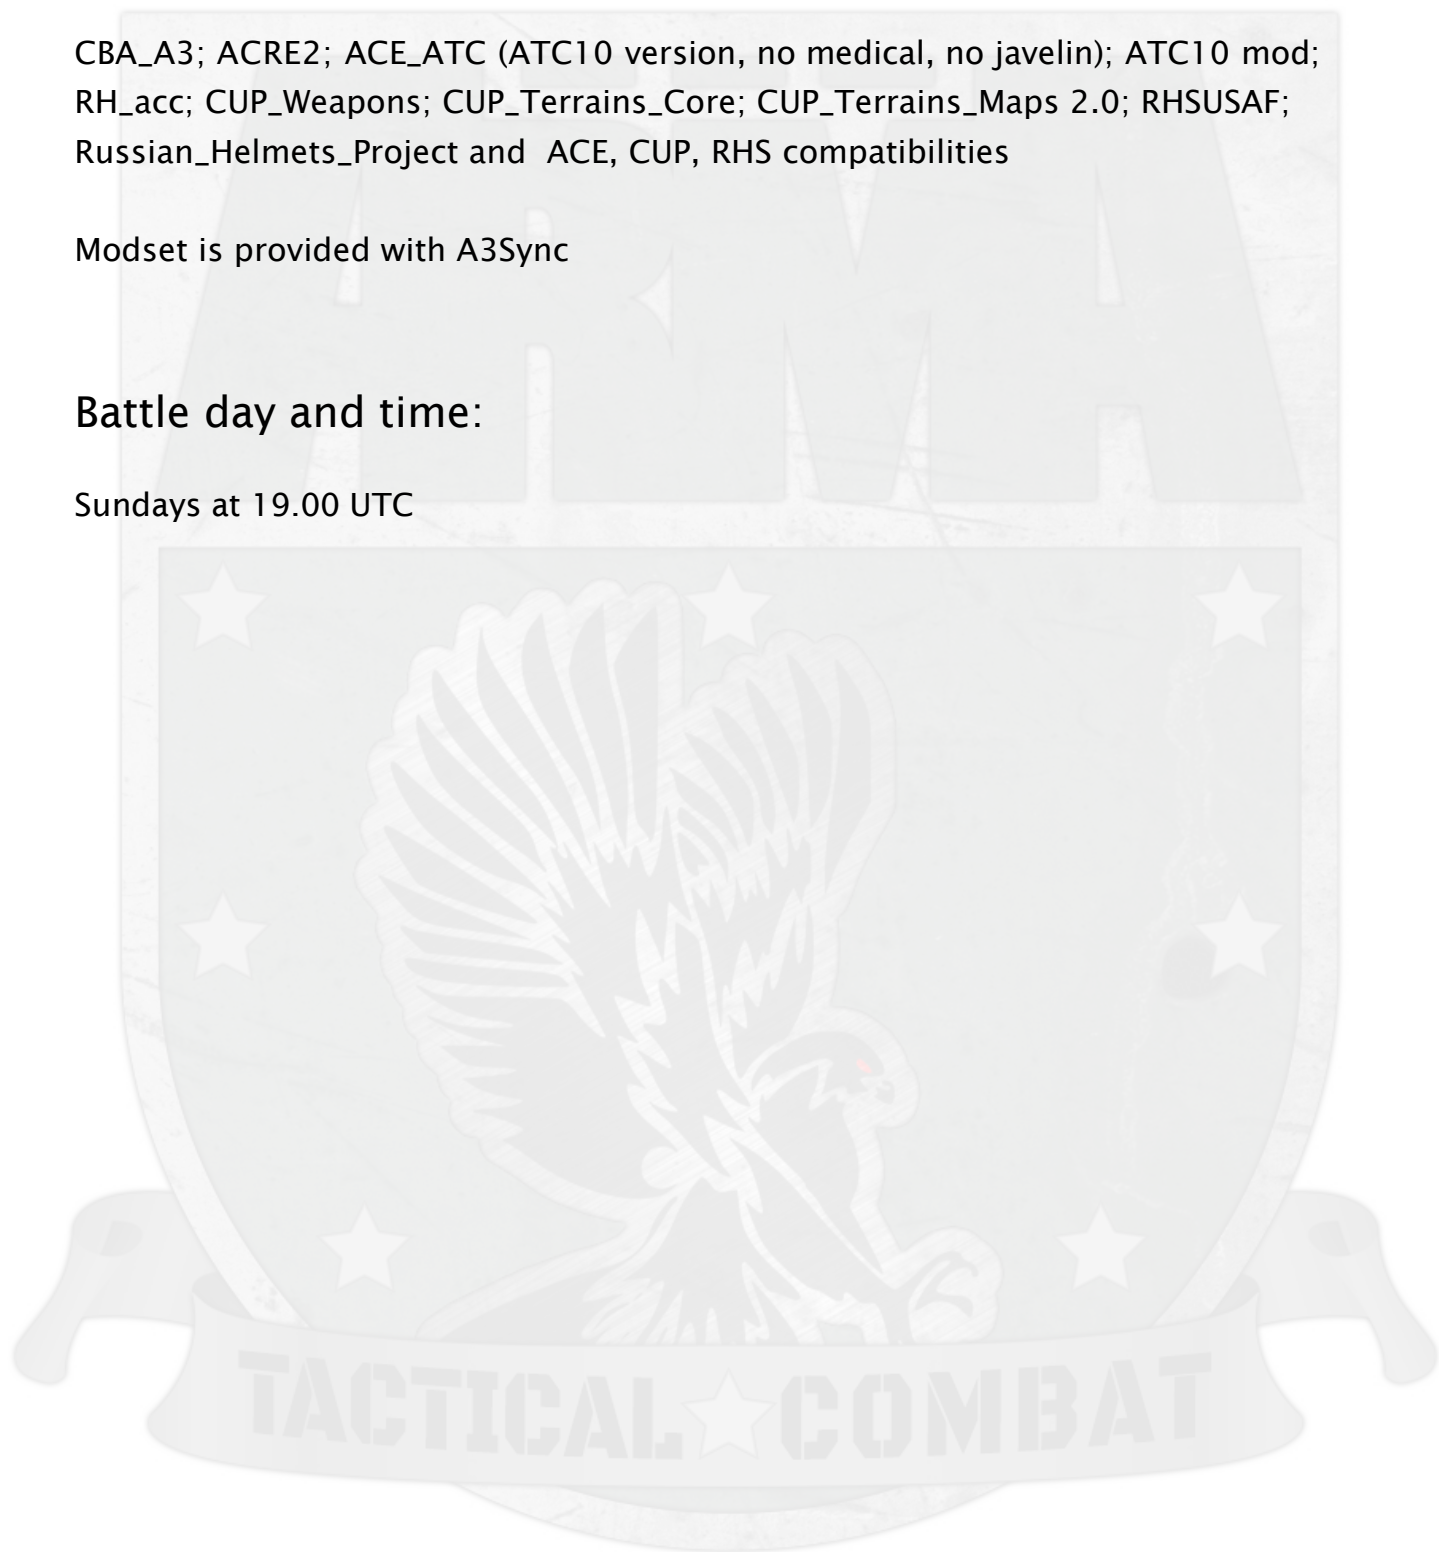 CBA_A3; ACRE2; ACE_ATC (ATC10 version, no medical, no javelin); ATC10 mod;
RH_acc; CUP_Weapons; CUP_Terrains_Core; CUP_Terrains_Maps 2.0; RHSUSAF;
Russian_Helmets_Project and  ACE, CUP, RHS compatibilities
Modset is provided with A3Sync
ARMA
Battle day and time:
Sundays at 19.00 UTC
TACTICAL COMBAT